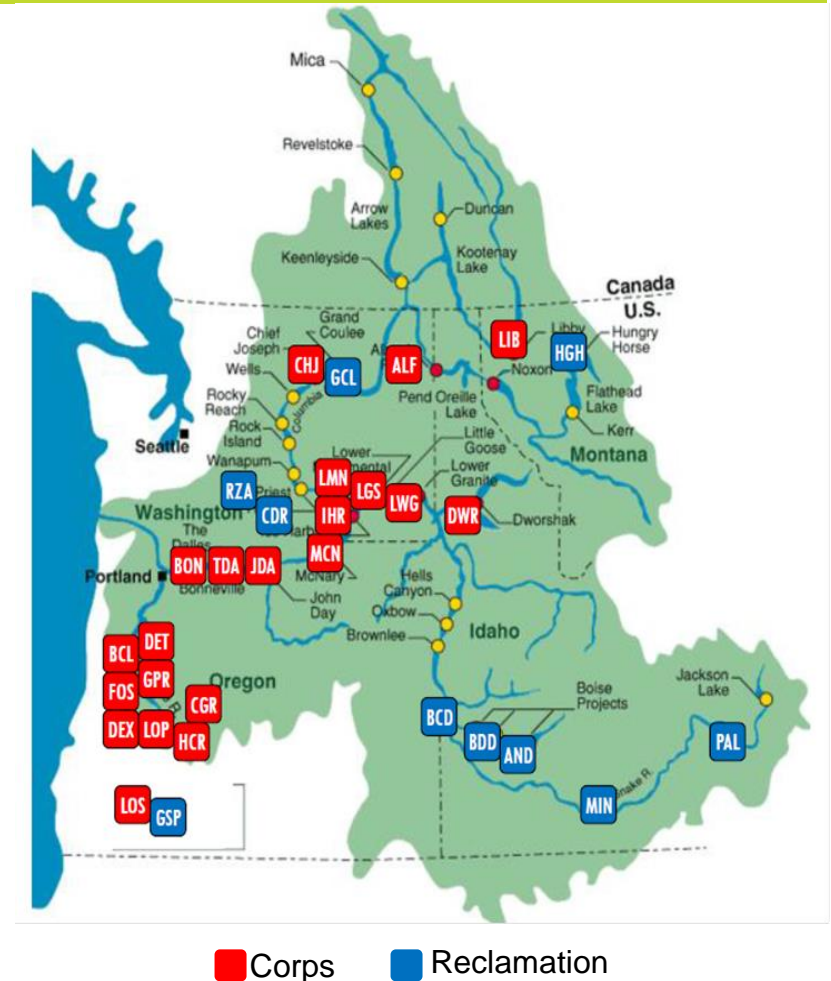 Mica
Revelstoke
Arrow
Lakes
Duncan
Keenleyside
Kootenay
Lake
Canada
U.S.
Grand
Coulee
Chief
Joseph
CHJ
GCL
ALF
LIB
Libby
HGH
Hungry
Horse
Wells
Noxon
Pend Oreille
Lake
Flathead
Lake
Kerr
Rocky
Reach
Columbia
Rock
Island
Seattle
Wanapum
Lower
Little
Goose
Montana
LMN
LGS
Lower
Granite
RZA
Priest
LWG
DWR
Dworshak
Washington
CDR
IHR
The
Dalles
MCN
McNary
Portland
BON
TDA
JDA
Bonneville
John
Day
Hells
Canyon
Oxbow
Brownlee
Idaho
BCL
DET
FOS
GPR
Oregon
CGR
DEX
LOP
HCR
R.
Boise
Projects
Jackson
Lake
BCD
BDD
AND
PAL
MIN
Snake R.
LOS
GSP
Corps
Reclamation